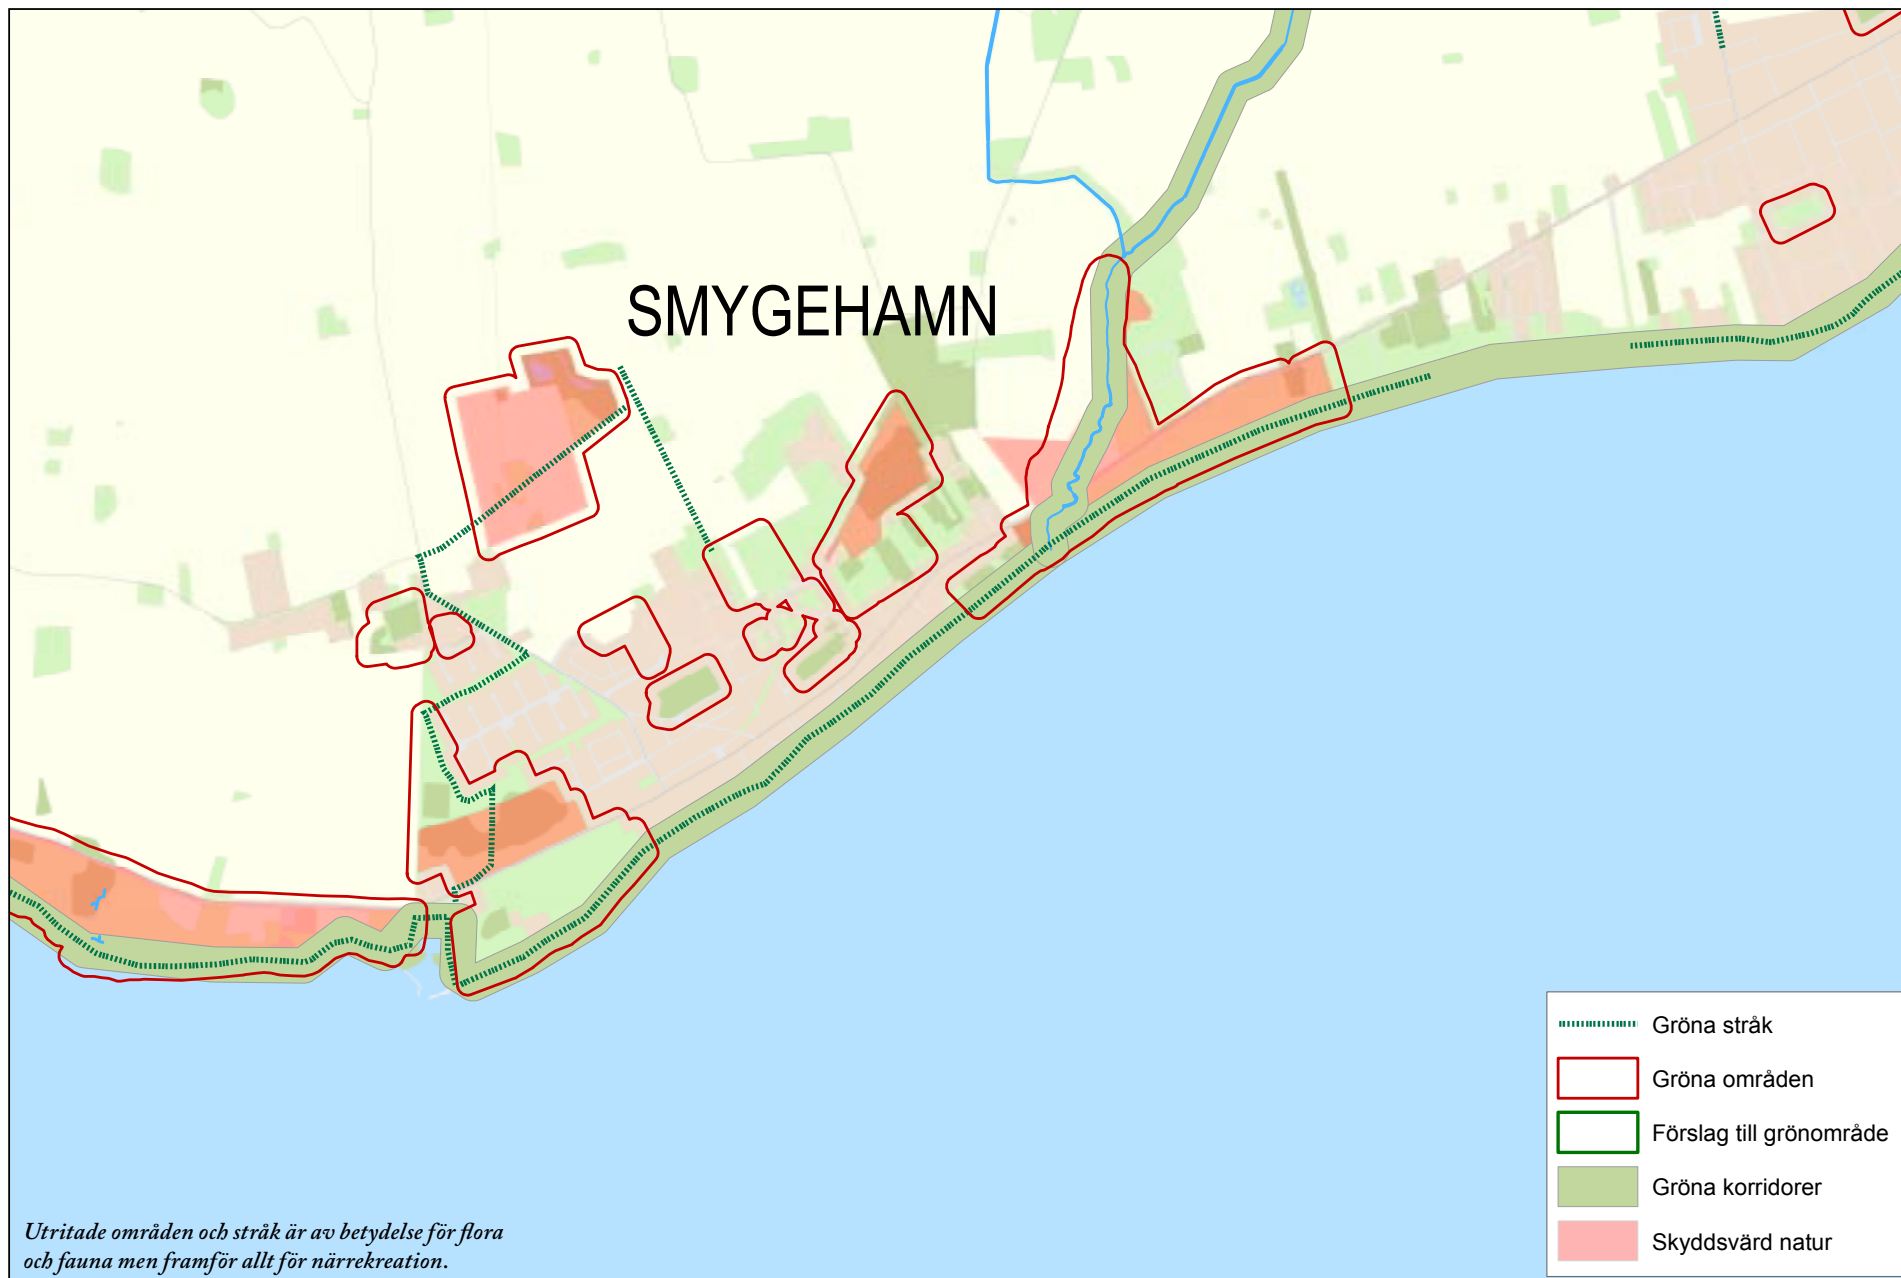 SMYGEHAMN
Gröna stråk
Gröna områden
Förslag till grönområde
Gröna korridorer
Skyddsvärd natur
Utritade områden och stråk är av betydelse för flora
och fauna men framför allt för närrekreation.